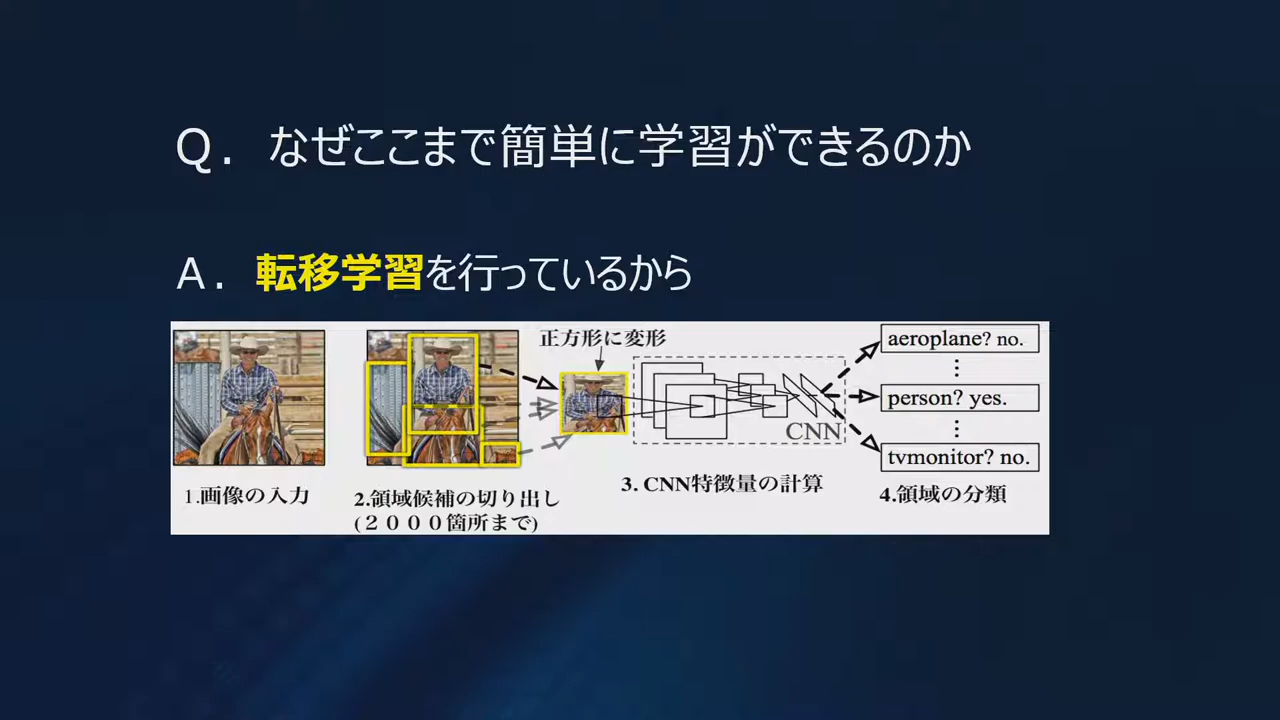 Q. なぜここまで簡単に学習ができるのか
A. 転移学習を行っているから
正方形に変形
aeroplane? no.
person? yes.
CNN
tvmonitor? no.
1.画像の入力
2.領域候補の切り出し
(２０００箇所まで)
3. CNN特徴量の計算
4.領域の分類